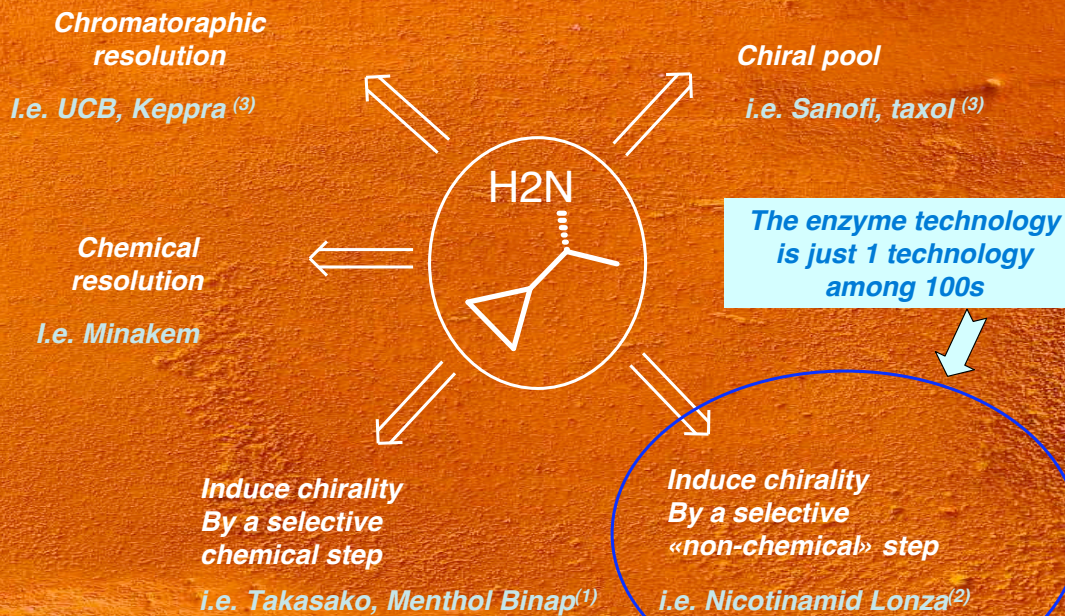 Chromatoraphic
resolution
I.e. UCB, Keppra (3)
Chiral pool
i.e. Sanofi, taxol (3)
H2N
The enzyme technology
is just 1 technology
among 100s
Chemical
resolution
I.e. Minakem
Induce chirality
By a selective
chemical step
i.e. Takasako, Menthol Binap(1)
Induce chirality
By a selective
«non-chemical» step
i.e. Nicotinamid Lonza(2)